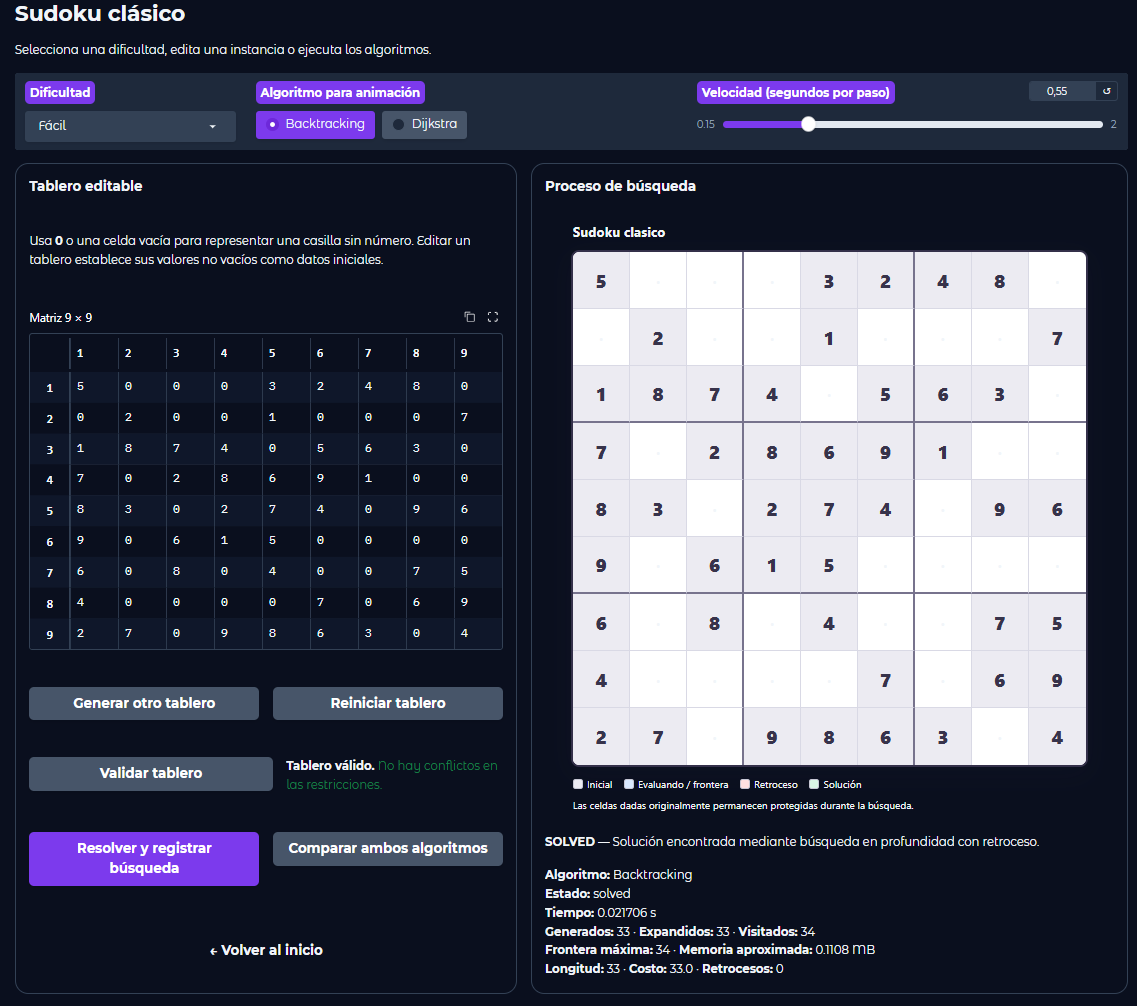 Sudoku clásico
Selecciona una dificultad, edita una instancia o ejecuta los algoritmos.
Dificultad
Fácil
Algoritmo para animación
Backtracking Dijkstra
Velocidad (segundos por paso)
0,55 ↺
0.15 2
Tablero editable
Usa 0 o una celda vacía para representar una casilla sin número. Editar un
tablero establece sus valores no vacíos como datos iniciales.
Matriz 9 × 9
1 2 3 4 5 6 7 8 9
1 5 0 0 0 3 2 4 8 0
2 0 2 0 0 1 0 0 0 7
3 1 8 7 4 0 5 6 3 0
4 7 0 2 8 6 9 1 0 0
5 8 3 0 2 7 4 0 9 6
6 9 0 6 1 5 0 0 0 0
7 6 0 8 0 4 0 0 7 5
8 4 0 0 0 0 7 0 6 9
9 2 7 0 9 8 6 3 0 4
Generar otro tablero
Reiniciar tablero
Validar tablero
Tablero válido. No hay conflictos en
las restricciones.
Resolver y registrar
búsqueda
Comparar ambos algoritmos
← Volver al inicio
Proceso de búsqueda
Sudoku clasico
5 · · · 3 2 4 8 ·
· 2 · · 1 · · · 7
1 8 7 4 · 5 6 3 ·
7 · 2 8 6 9 1 · ·
8 3 · 2 7 4 · 9 6
9 · 6 1 5 · · · ·
6 · 8 · 4 · · 7 5
4 · · · · 7 · 6 9
2 7 · 9 8 6 3 · 4
Inicial Evaluando / frontera Retroceso Solución
Las celdas dadas originalmente permanecen protegidas durante la búsqueda.
SOLVED — Solución encontrada mediante búsqueda en profundidad con retroceso.
Algoritmo: Backtracking
Estado: solved
Tiempo: 0.021706 s
Generados: 33 · Expandidos: 33 · Visitados: 34
Frontera máxima: 34 · Memoria aproximada: 0.1108 MB
Longitud: 33 · Costo: 33.0 · Retrocesos: 0